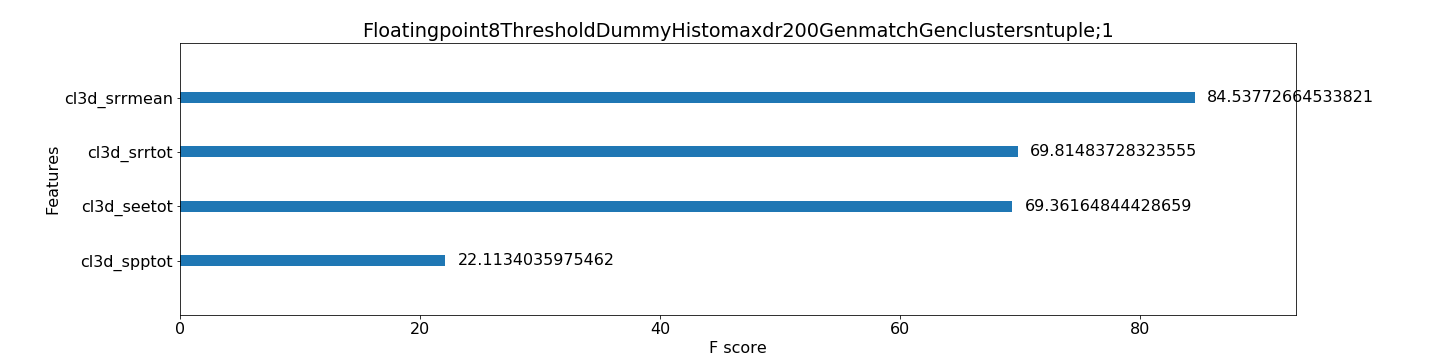 Floatingpoint8ThresholdDummyHistomaxdr200GenmatchGenclustersntuple;1
Features
cl3d_srrmean 84.53772664533821
cl3d_srrtot 69.81483728323555
cl3d_seetot 69.36164844428659
cl3d_spptot 22.1134035975462
0 20 40 60 80
F score